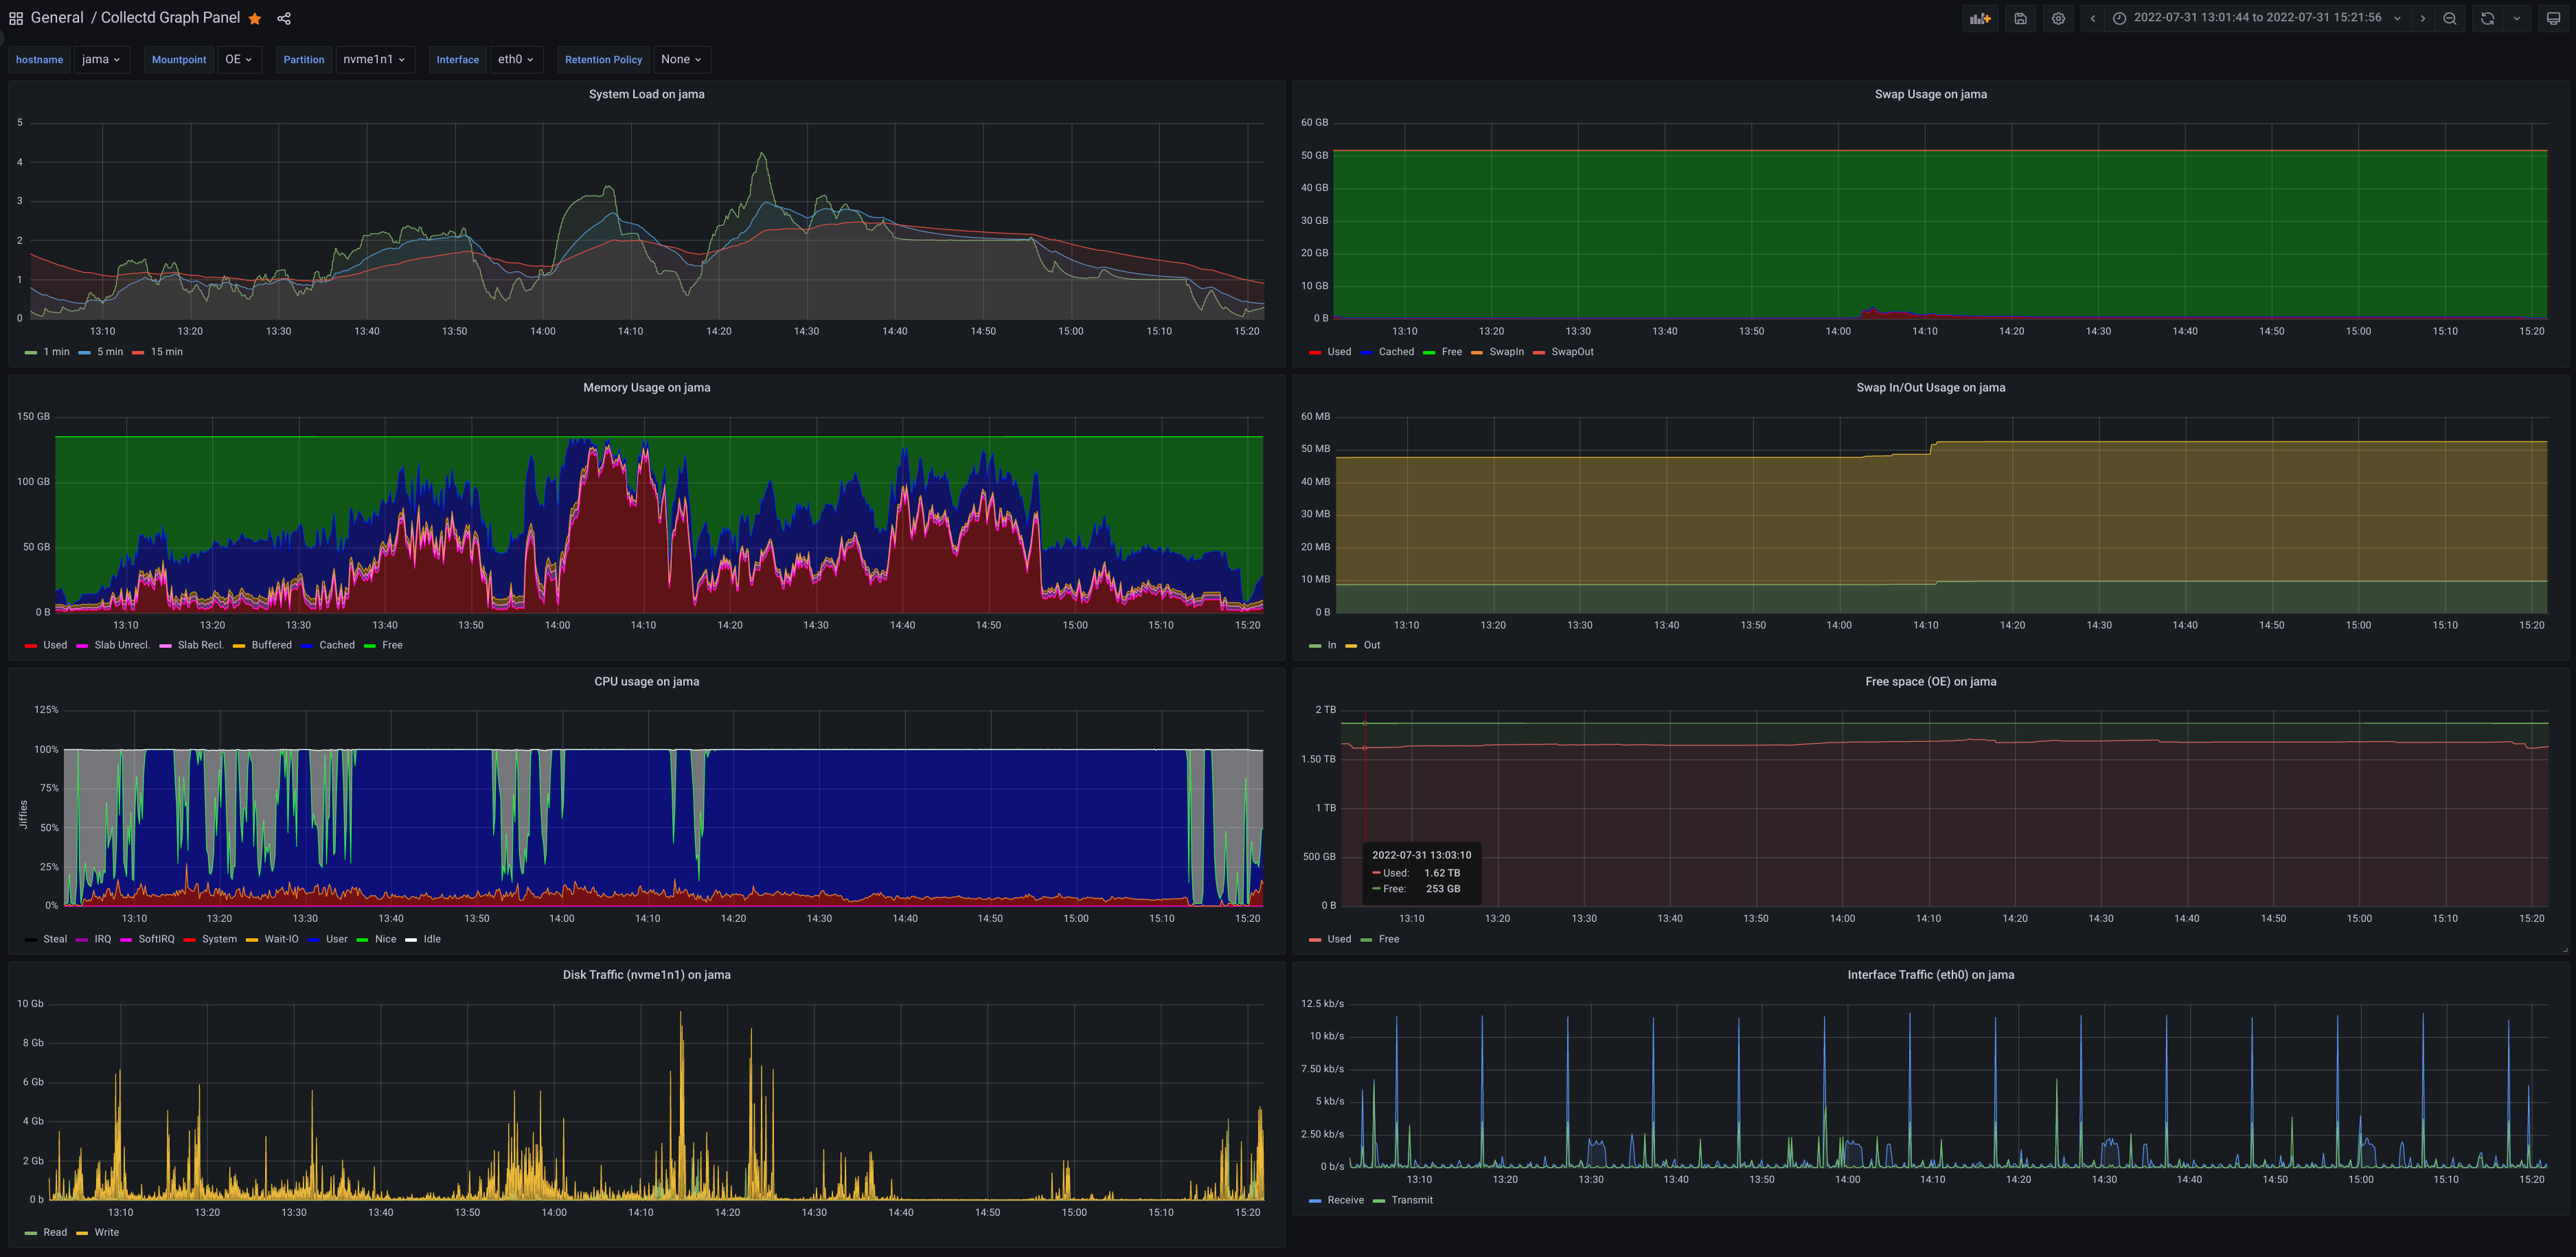 General / Collectd Graph Panel
2022-07-31 13:01:44 to 2022-07-31 15:21:56
hostname jama Mountpoint OE Partition nvme1n1 Interface eth0 Retention Policy None
System Load on jama
5
4
3
2
1
0
13:10 13:20 13:30 13:40 13:50 14:00 14:10 14:20 14:30 14:40 14:50 15:00 15:10 15:20
1 min 5 min 15 min
Swap Usage on jama
60 GB
50 GB
40 GB
30 GB
20 GB
10 GB
0 B
13:10 13:20 13:30 13:40 13:50 14:00 14:10 14:20 14:30 14:40 14:50 15:00 15:10 15:20
Used Cached Free SwapIn SwapOut
Memory Usage on jama
150 GB
100 GB
50 GB
0 B
13:10 13:20 13:30 13:40 13:50 14:00 14:10 14:20 14:30 14:40 14:50 15:00 15:10 15:20
Used Slab Unrecl. Slab Recl. Buffered Cached Free
Swap In/Out Usage on jama
60 MB
50 MB
40 MB
30 MB
20 MB
10 MB
0 B
13:10 13:20 13:30 13:40 13:50 14:00 14:10 14:20 14:30 14:40 14:50 15:00 15:10 15:20
In Out
CPU usage on jama
Jiffies
125%
100%
75%
50%
25%
0%
13:10 13:20 13:30 13:40 13:50 14:00 14:10 14:20 14:30 14:40 14:50 15:00 15:10 15:20
Steal IRQ SoftIRQ System Wait-IO User Nice Idle
Free space (OE) on jama
2 TB
1.50 TB
1 TB
500 GB
0 B
2022-07-31 13:03:10
Used: 1.62 TB
Free: 253 GB
13:10 13:20 13:30 13:40 13:50 14:00 14:10 14:20 14:30 14:40 14:50 15:00 15:10 15:20
Used Free
Disk Traffic (nvme1n1) on jama
10 Gb
8 Gb
6 Gb
4 Gb
2 Gb
0 b
13:10 13:20 13:30 13:40 13:50 14:00 14:10 14:20 14:30 14:40 14:50 15:00 15:10 15:20
Read Write
Interface Traffic (eth0) on jama
12.5 kb/s
10 kb/s
7.50 kb/s
5 kb/s
2.50 kb/s
0 b/s
13:10 13:20 13:30 13:40 13:50 14:00 14:10 14:20 14:30 14:40 14:50 15:00 15:10 15:20
Receive Transmit